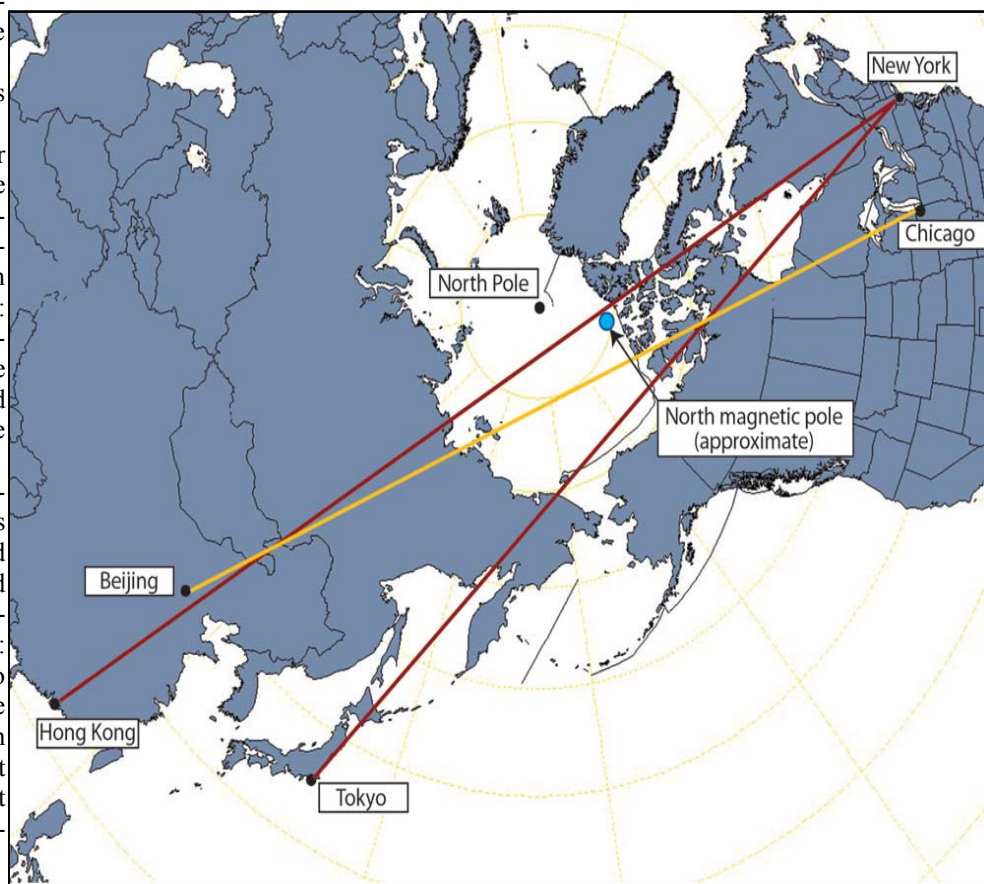 New York
Chicago
North Pole
North magnetic pole
(approximate)
Beijing
Hong Kong
Tokyo